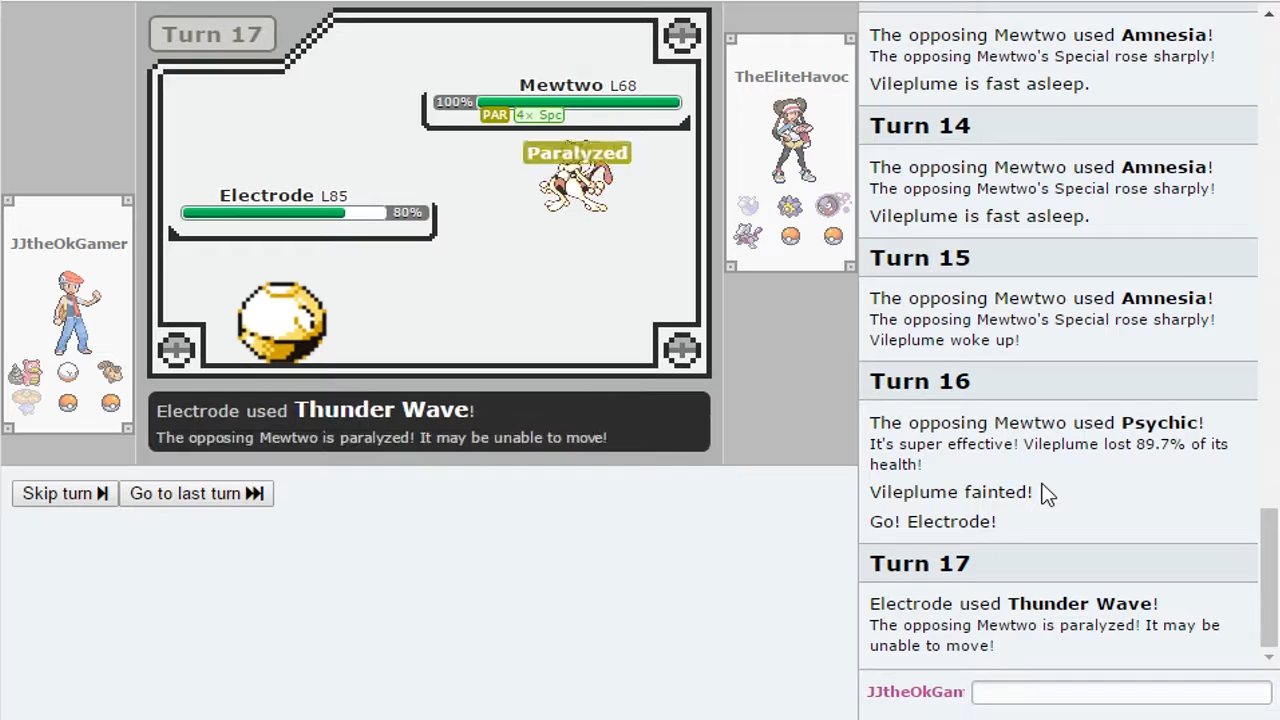 Turn 17
Mewtwo L68
100%
PAR 4× Spc
Paralyzed
Electrode L85
80%
JJtheOkGamer
TheEliteHavoc
Electrode used Thunder Wave!
The opposing Mewtwo is paralyzed! It may be unable to move!
Skip turn
Go to last turn
The opposing Mewtwo used Amnesia!
The opposing Mewtwo's Special rose sharply!
Vileplume is fast asleep.
Turn 14
The opposing Mewtwo used Amnesia!
The opposing Mewtwo's Special rose sharply!
Vileplume is fast asleep.
Turn 15
The opposing Mewtwo used Amnesia!
The opposing Mewtwo's Special rose sharply!
Vileplume woke up!
Turn 16
The opposing Mewtwo used Psychic!
It's super effective! Vileplume lost 89.7% of its
health!
Vileplume fainted!
Go! Electrode!
Turn 17
Electrode used Thunder Wave!
The opposing Mewtwo is paralyzed! It may be
unable to move!
JJtheOkGam